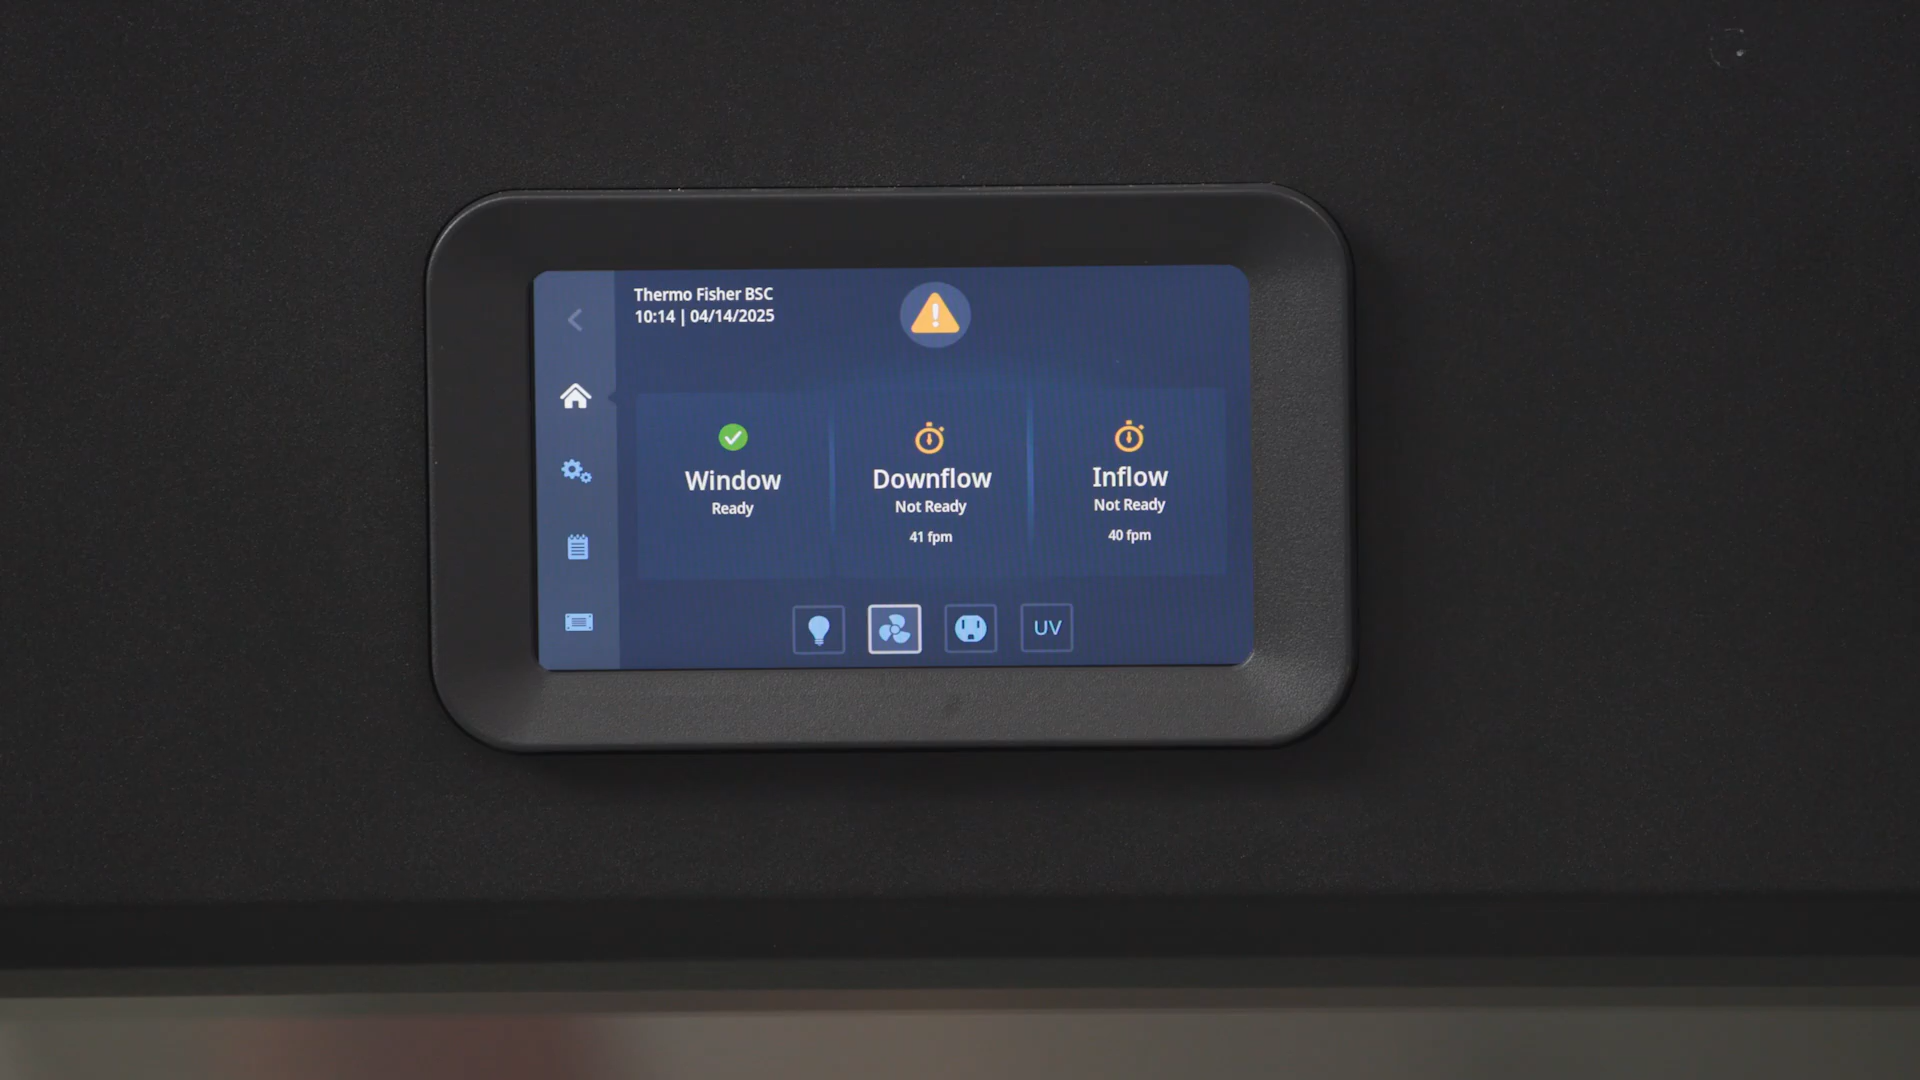 Thermo Fisher BSC
10:14 | 04/14/2025
Window
Ready
Downflow
Not Ready
41 fpm
Inflow
Not Ready
40 fpm
UV